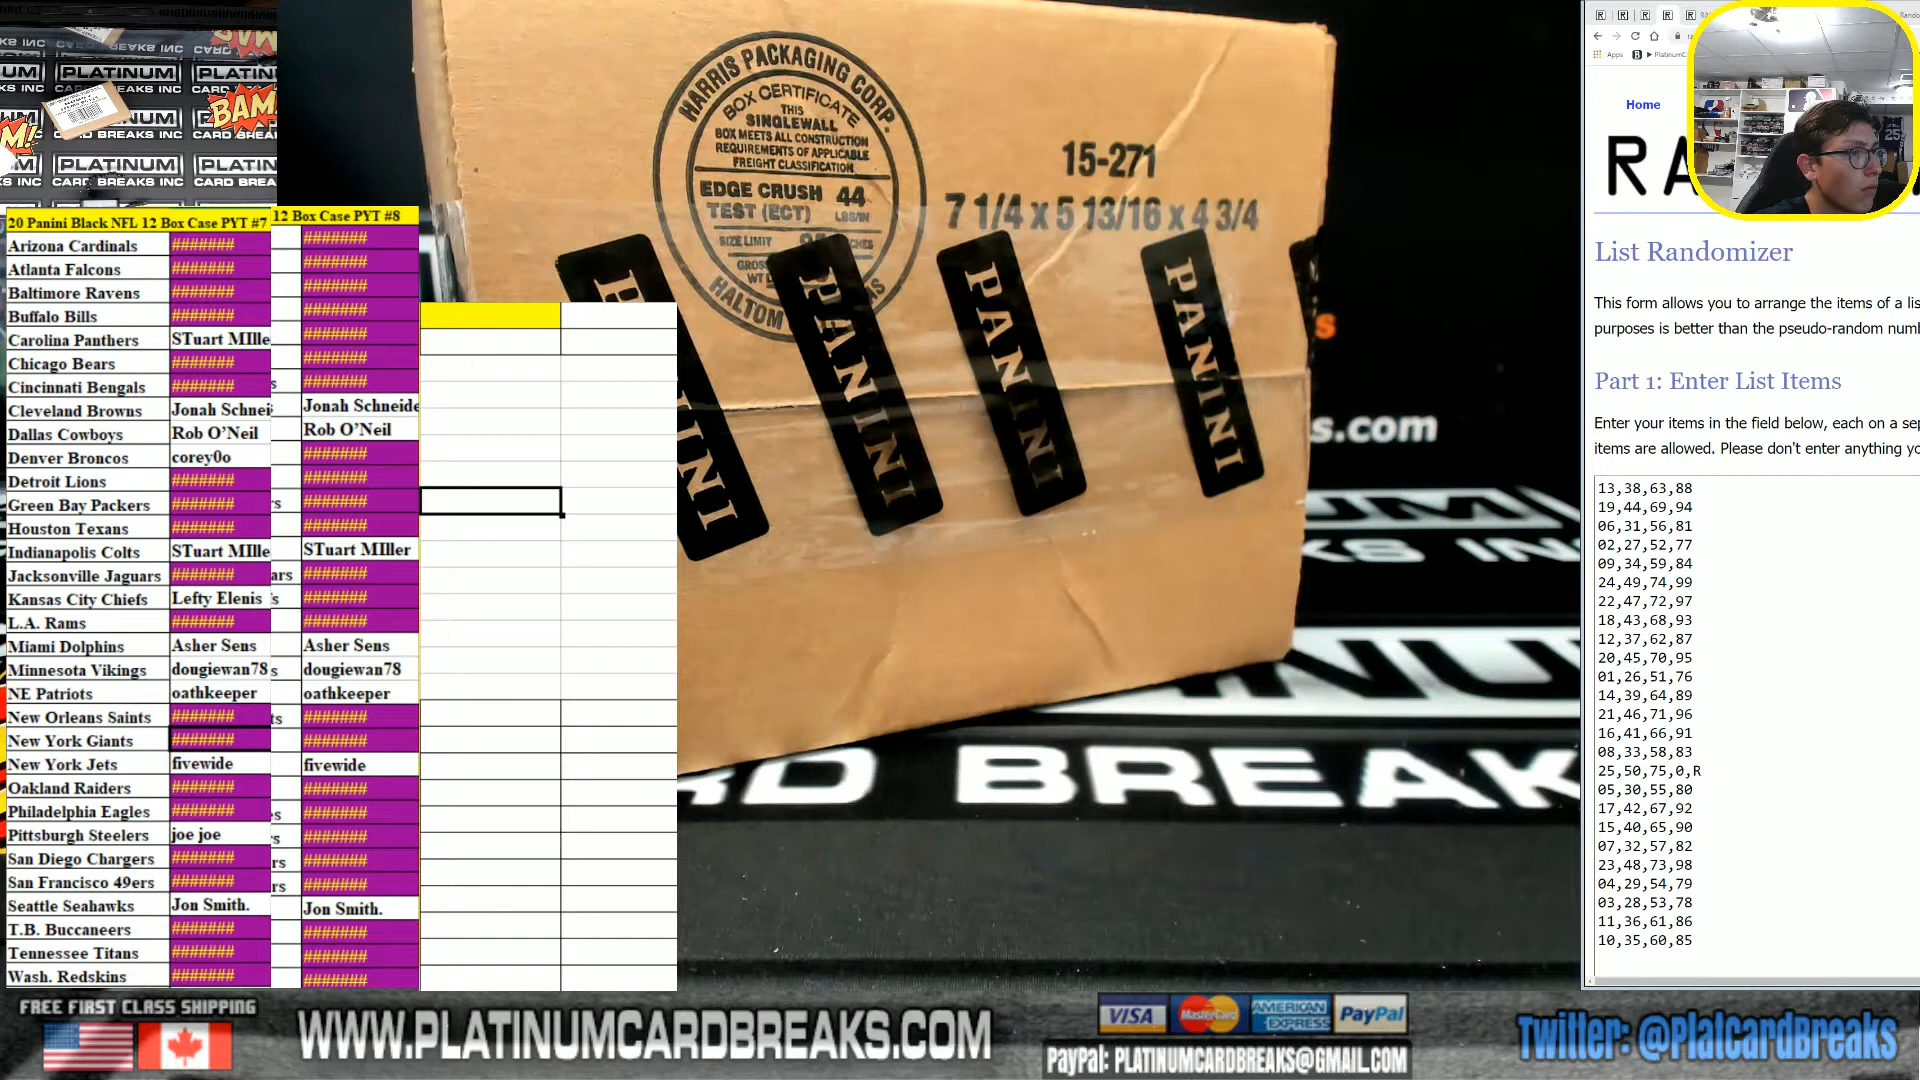 PLATINUM
CARD BREAKS INC
BAM!
20 Panini Black NFL 12 Box Case PYT #7
12 Box Case PYT #8
Arizona Cardinals ####### #######
Atlanta Falcons ####### #######
Baltimore Ravens ####### #######
Buffalo Bills ####### #######
Carolina Panthers STuart MIlle #######
Chicago Bears ####### #######
Cincinnati Bengals ####### #######
Cleveland Browns Jonah Schnei Jonah Schneide
Dallas Cowboys Rob O'Neil Rob O'Neil
Denver Broncos corey0o #######
Detroit Lions ####### #######
Green Bay Packers ####### #######
Houston Texans ####### #######
Indianapolis Colts STuart MIlle STuart MIller
Jacksonville Jaguars ####### #######
Kansas City Chiefs Lefty Elenis #######
L.A. Rams ####### #######
Miami Dolphins Asher Sens Asher Sens
Minnesota Vikings dougiewan78 dougiewan78
NE Patriots oathkeeper oathkeeper
New Orleans Saints ####### #######
New York Giants ####### #######
New York Jets fivewide fivewide
Oakland Raiders ####### #######
Philadelphia Eagles ####### #######
Pittsburgh Steelers joe joe #######
San Diego Chargers ####### #######
San Francisco 49ers ####### #######
Seattle Seahawks Jon Smith. Jon Smith.
T.B. Buccaneers ####### #######
Tennessee Titans ####### #######
Wash. Redskins ####### #######
HARRIS PACKAGING CORP.
BOX CERTIFICATE
THIS
SINGLEWALL
BOX MEETS ALL CONSTRUCTION
REQUIREMENTS OF APPLICABLE
FREIGHT CLASSIFICATION
EDGE CRUSH 44
TEST (ECT) LBS/IN
SIZE LIMIT
HALTOM
15-271
7 1/4 x 5 13/16 x 4 3/4
PANINI
PANINI
PANINI
s.com
RD BREAK
Home
List Randomizer
This form allows you to arrange the items of a lis
purposes is better than the pseudo-random numb
Part 1: Enter List Items
Enter your items in the field below, each on a sep
items are allowed. Please don't enter anything yo
13,38,63,88
19,44,69,94
06,31,56,81
02,27,52,77
09,34,59,84
24,49,74,99
22,47,72,97
18,43,68,93
12,37,62,87
20,45,70,95
01,26,51,76
14,39,64,89
21,46,71,96
16,41,66,91
08,33,58,83
25,50,75,0,R
05,30,55,80
17,42,67,92
15,40,65,90
07,32,57,82
23,48,73,98
04,29,54,79
03,28,53,78
11,36,61,86
10,35,60,85
FREE FIRST CLASS SHIPPING
WWW.PLATINUMCARDBREAKS.COM
VISA MasterCard AMERICAN EXPRESS PayPal
PAYPAL: PLATINUMCARDBREAKS@GMAIL.COM
Twitter: @PlatCardBreaks